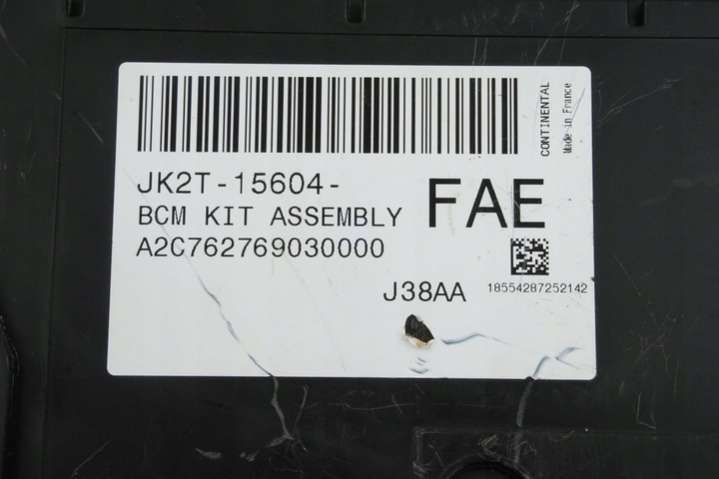 JK2T-15604-
BCM KIT ASSEMBLY
FAE
A2C762769030000
J38AA
18554287252142
CONTINENTAL
Made in France